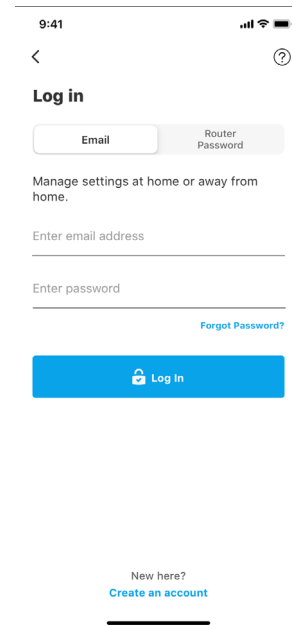 9:41
?
Log in
Email
Router
Password
Manage settings at home or away from
home.
Enter email address
Enter password
Forgot Password?
Log In
New here?
Create an account